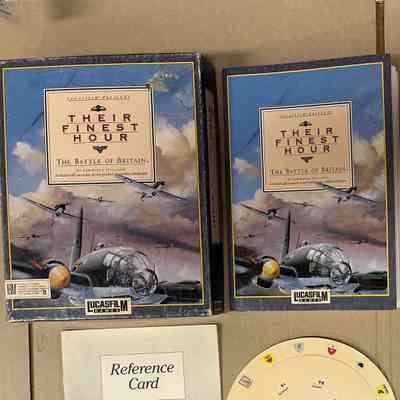 Lucasfilm Presents
THEIR
FINEST
HOUR
THE BATTLE OF BRITAIN
LUCASFILM
GAMES
Lucasfilm Presents
THEIR
FINEST
HOUR
THE BATTLE OF BRITAIN
LUCASFILM
GAMES
Reference
Card